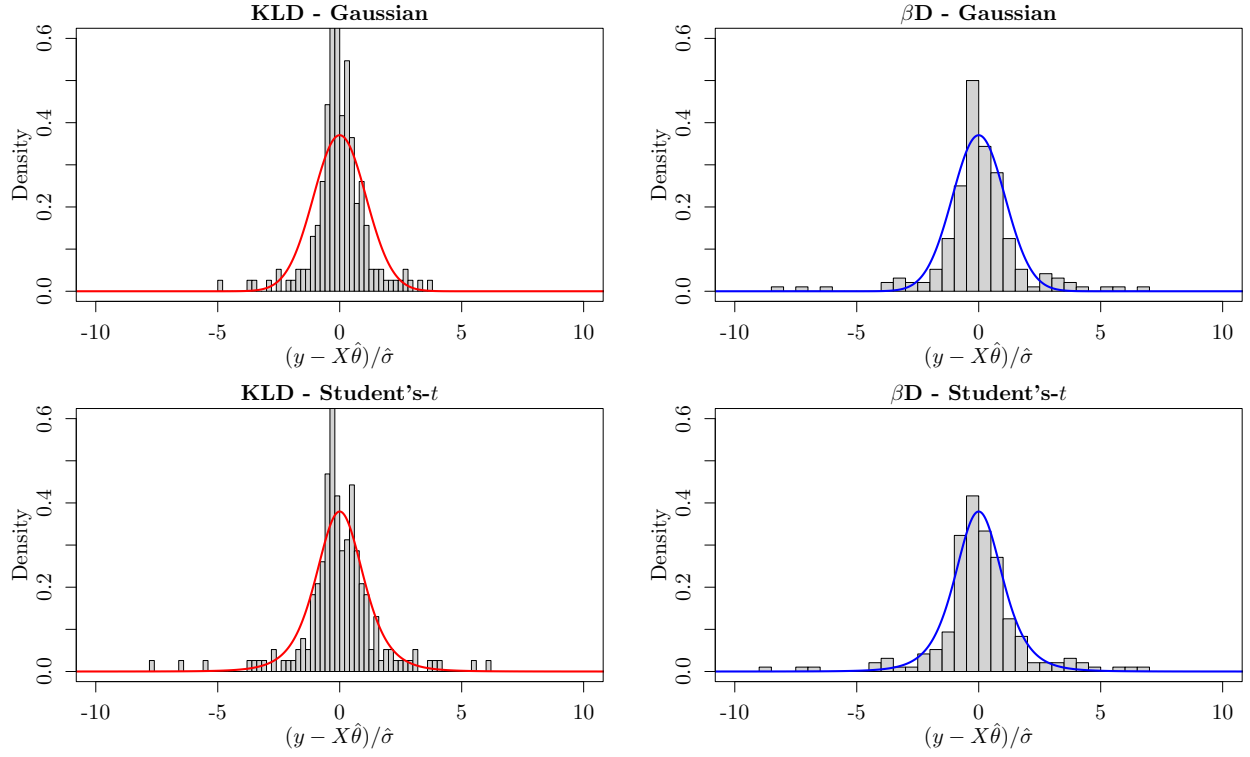 KLD - Gaussian
Density
0.0 0.2 0.4 0.6
-10 -5 0 5 10
(y − Xθ̂)/σ̂
βD - Gaussian
Density
0.0 0.2 0.4 0.6
-10 -5 0 5 10
(y − Xθ̂)/σ̂
KLD - Student's-t
Density
0.0 0.2 0.4 0.6
-10 -5 0 5 10
(y − Xθ̂)/σ̂
βD - Student's-t
Density
0.0 0.2 0.4 0.6
-10 -5 0 5 10
(y − Xθ̂)/σ̂